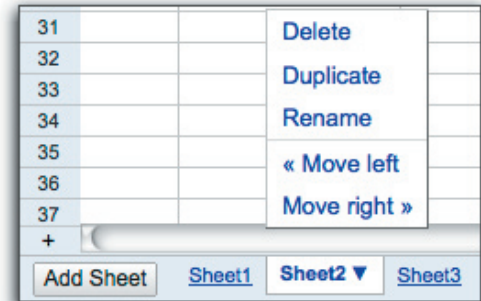 31
Delete
32
Duplicate
33
34
Rename
35
« Move left
36
Move right »
37
+
Add Sheet Sheet1 Sheet2 ▼ Sheet3